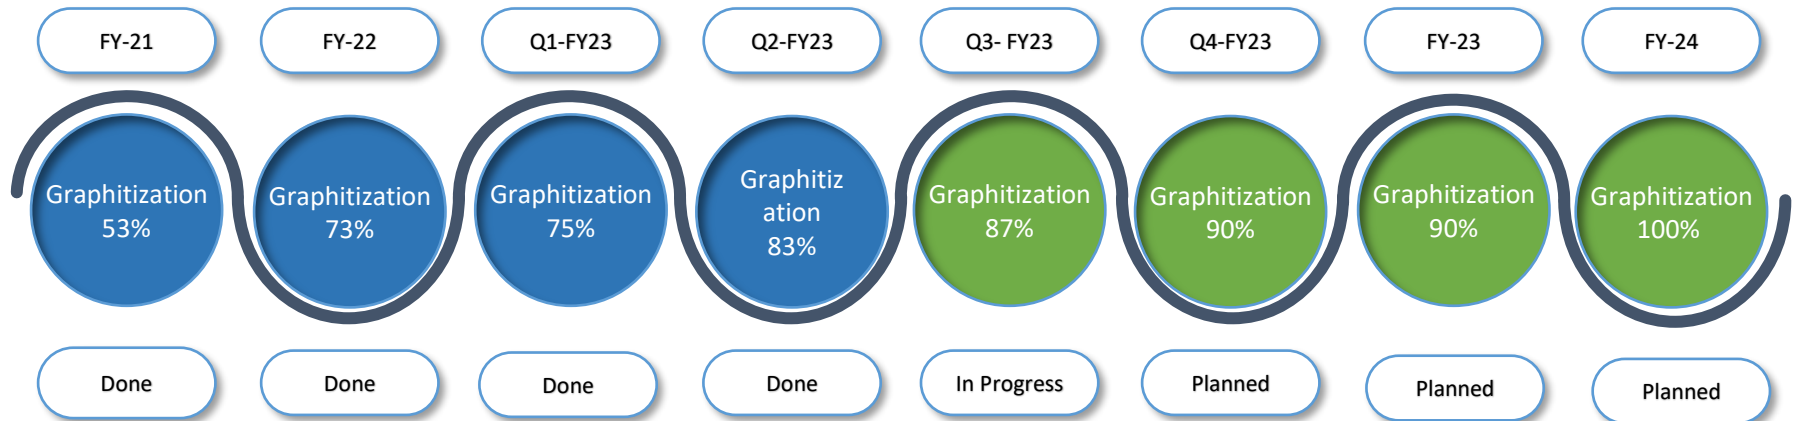 FY-21
FY-22
Q1-FY23
Q2-FY23
Q3- FY23
Q4-FY23
FY-23
FY-24
Graphitization
53%
Graphitization
73%
Graphitization
75%
Graphitiz
ation
83%
Graphitization
87%
Graphitization
90%
Graphitization
90%
Graphitization
100%
Done
Done
Done
Done
In Progress
Planned
Planned
Planned